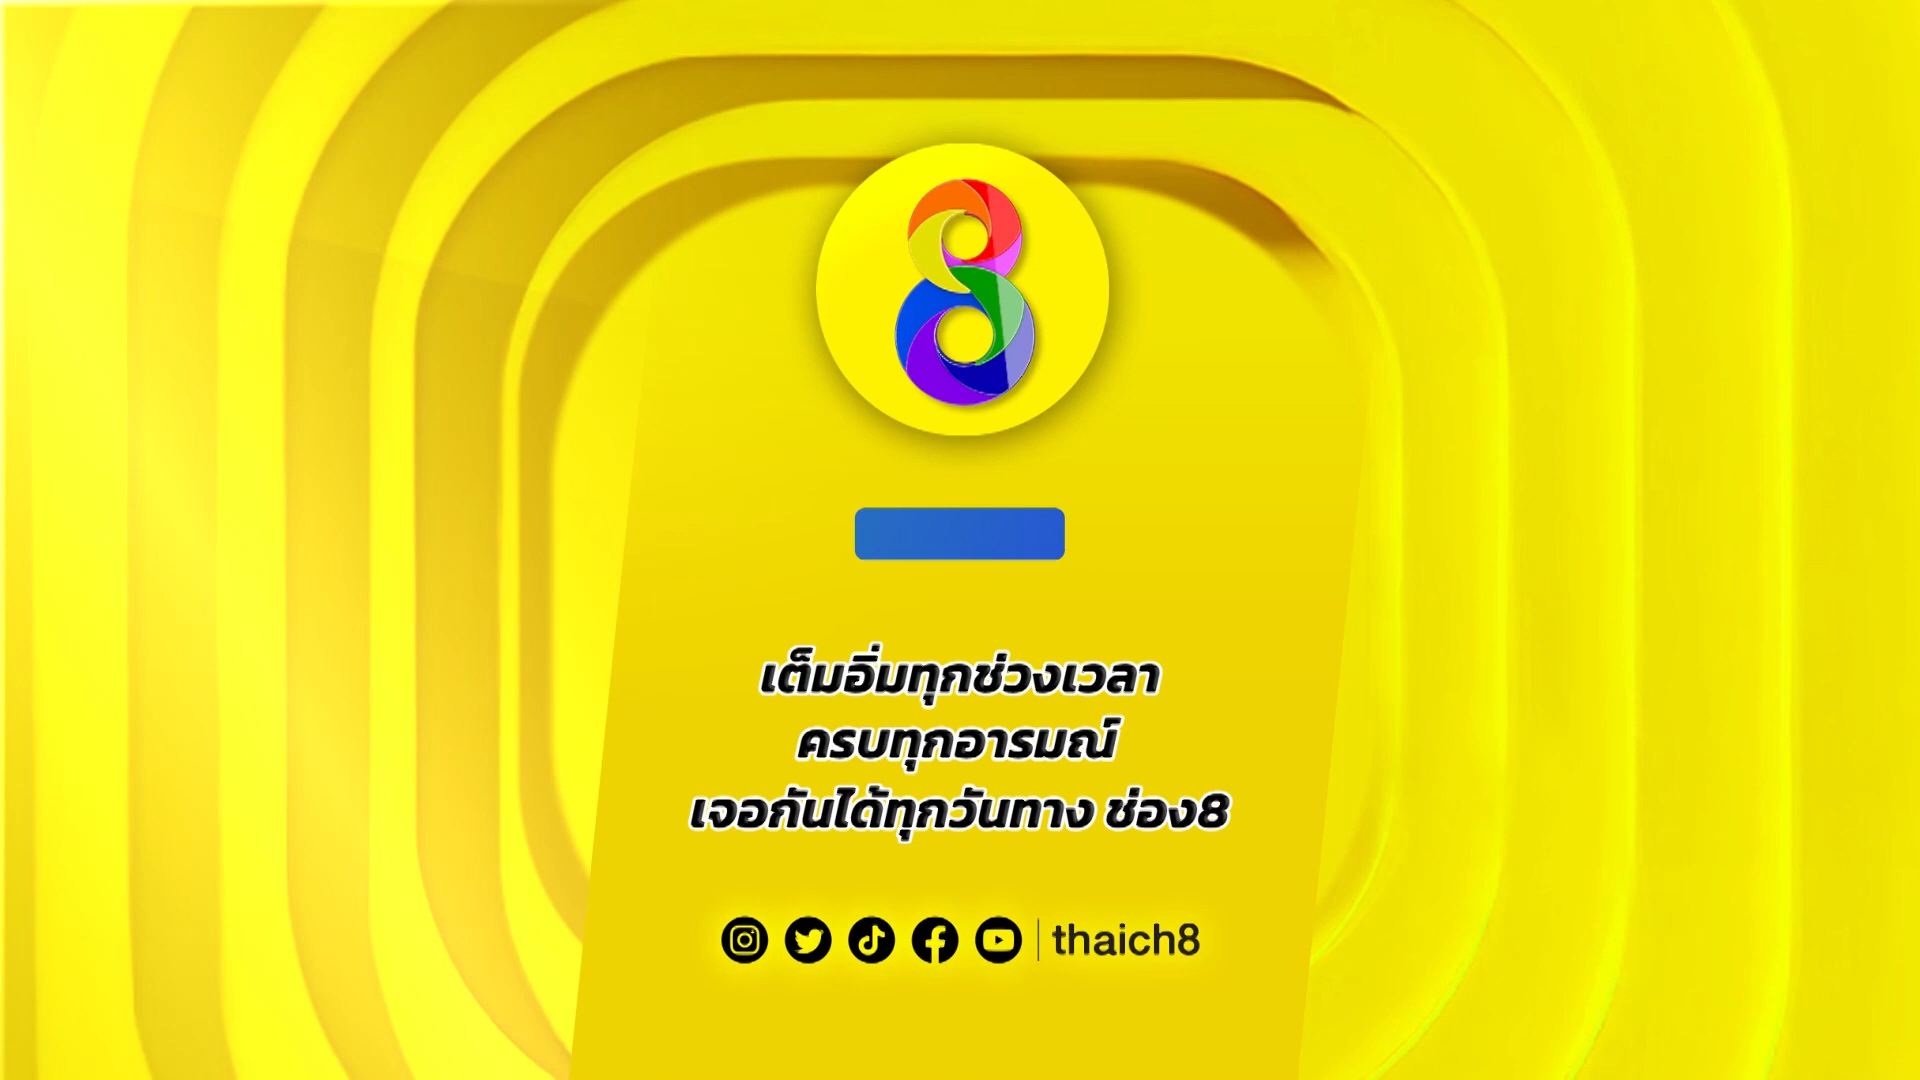 8
เต็มอิ่มทุกช่วงเวลา
ครบทุกอารมณ์
เจอกันได้ทุกวันทาง ช่อง8
thaich8